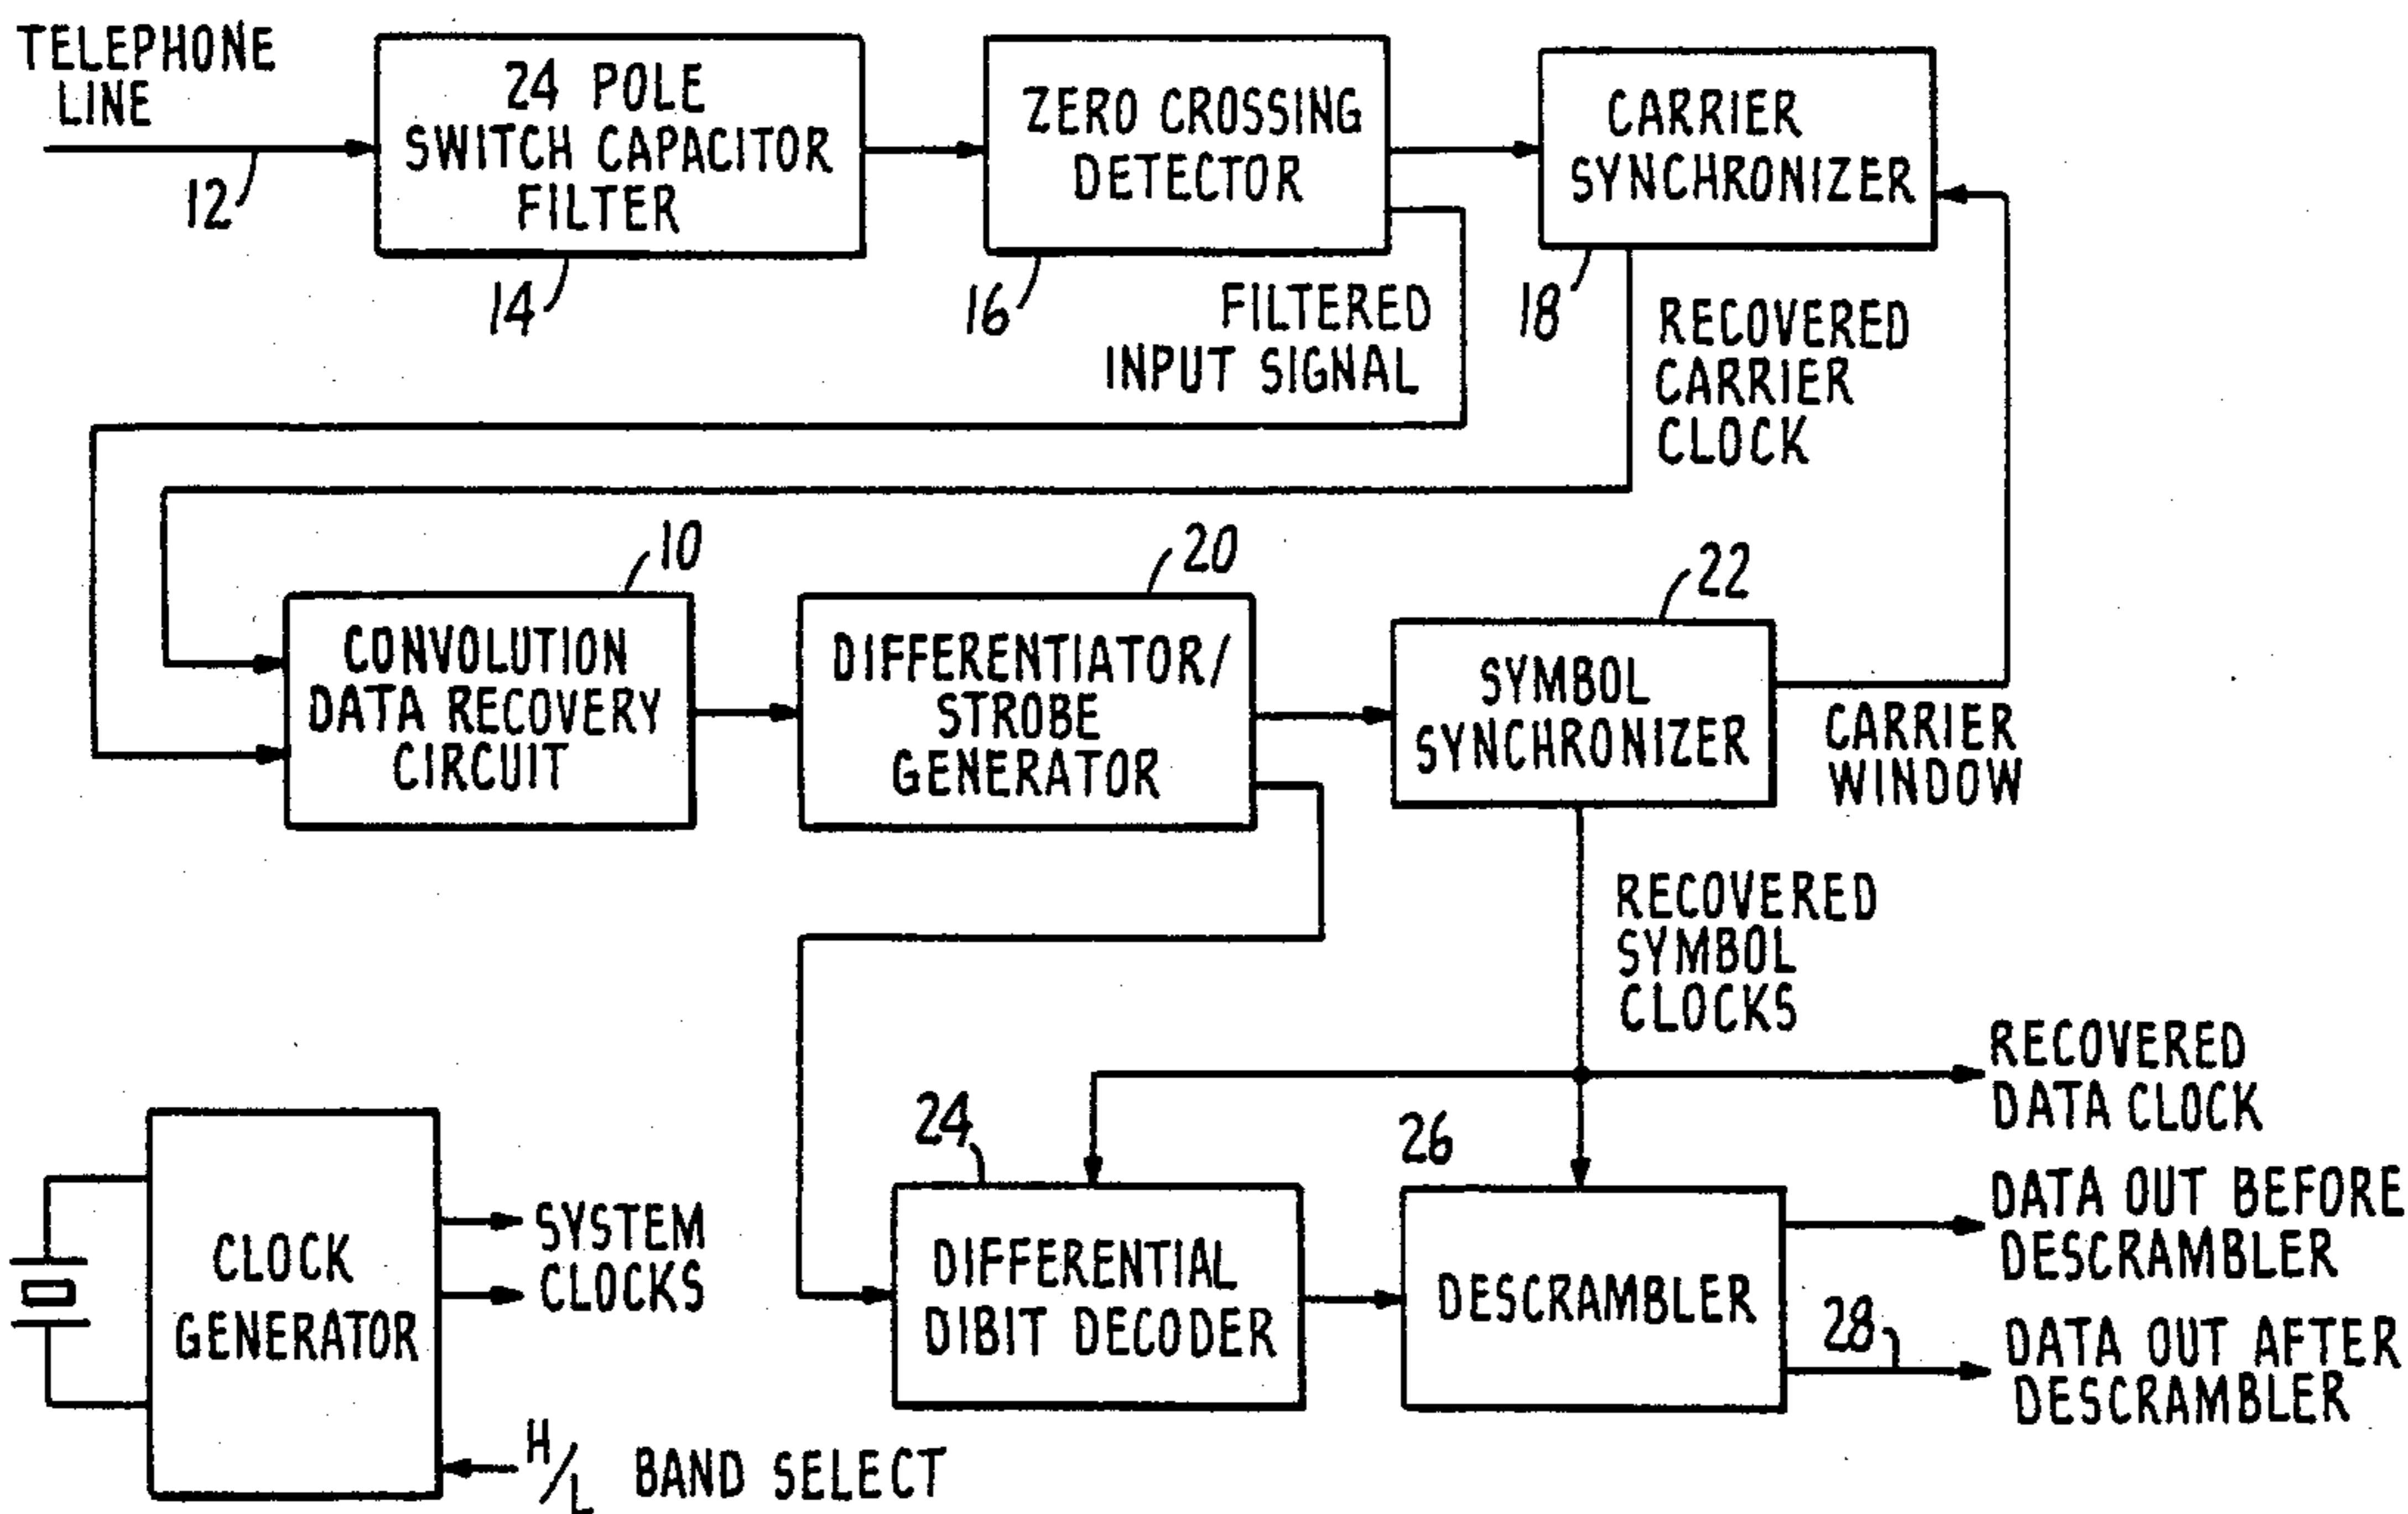 TELEPHONE
LINE
12
24 POLE
SWITCH CAPACITOR
FILTER
14
ZERO CROSSING
DETECTOR
16
CARRIER
SYNCHRONIZER
18
FILTERED
INPUT SIGNAL
RECOVERED
CARRIER
CLOCK
10
CONVOLUTION
DATA RECOVERY
CIRCUIT
20
DIFFERENTIATOR/
STROBE
GENERATOR
22
SYMBOL
SYNCHRONIZER
CARRIER
WINDOW
RECOVERED
SYMBOL
CLOCKS
RECOVERED
DATA CLOCK
24
DIFFERENTIAL
DIBIT DECODER
26
DESCRAMBLER
DATA OUT BEFORE
DESCRAMBLER
28
DATA OUT AFTER
DESCRAMBLER
CLOCK
GENERATOR
SYSTEM
CLOCKS
H/L BAND SELECT